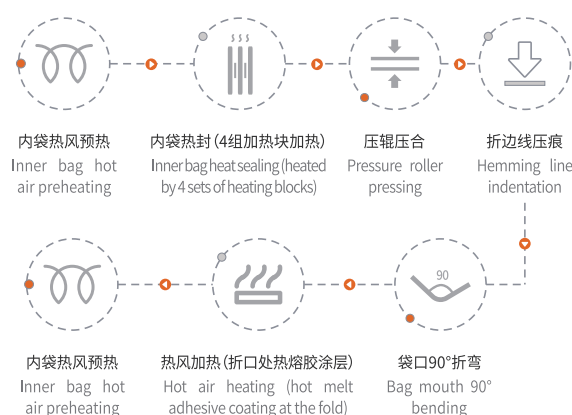 内袋热风预热
Inner bag hot
air preheating
内袋热封(4组加热块加热)
Inner bag heat sealing (heated
by 4 sets of heating blocks)
压辊压合
Pressure roller
pressing
折边线压痕
Hemming line
indentation
内袋热风预热
Inner bag hot
air preheating
热风加热(折口处热熔胶涂层)
Hot air heating (hot melt
adhesive coating at the fold)
90
袋口90°折弯
Bag mouth 90°
bending